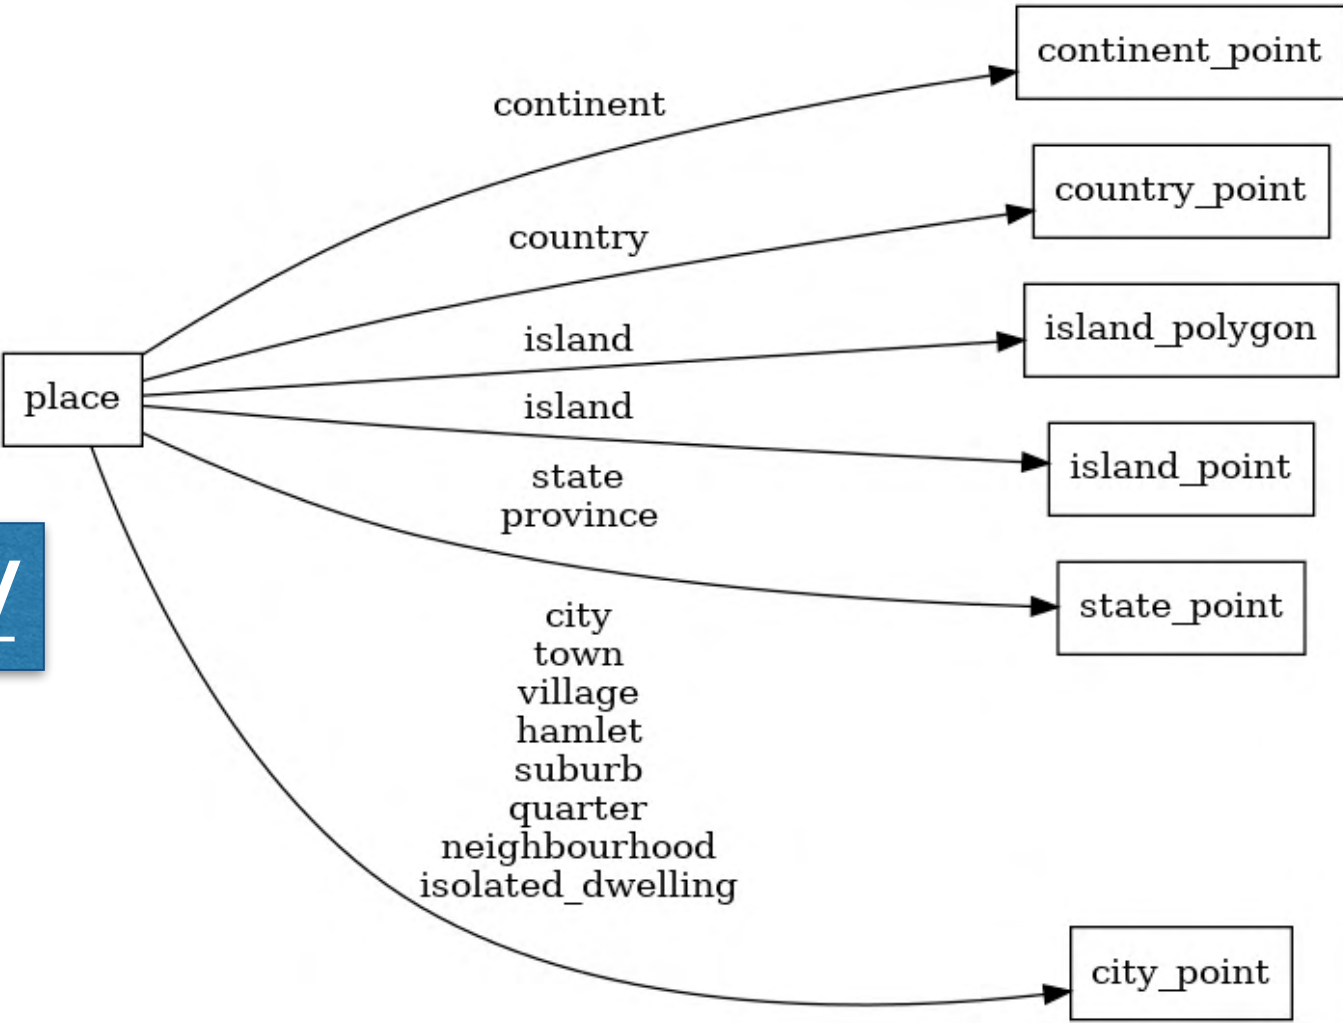 continent_point
continent
country_point
country
island_polygon
island
place
island
island_point
state
province
state_point
city
town
village
hamlet
suburb
quarter
neighbourhood
isolated_dwelling
city_point